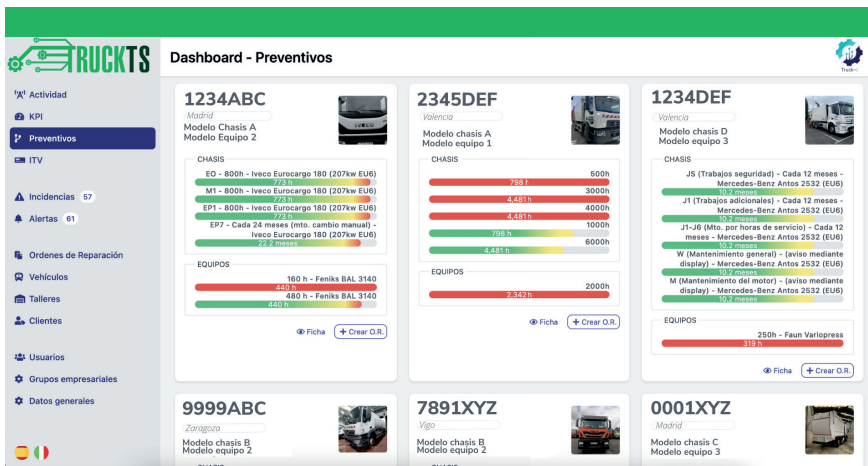 TRUCKTS
Dashboard - Preventivos
Actividad
KPI
Preventivos
ITV
Incidencias 57
Alertas 61
Ordenes de Reparación
Vehículos
Talleres
Clientes
Usuarios
Grupos empresariales
Datos generales
1234ABC
Madrid
Modelo Chasis A
Modelo Equipo 2
CHASIS
EO - 800h - Iveco Eurocargo 180 (207kw EU6)
773 h
M1 - 800h - Iveco Eurocargo 180 (207kw EU6)
773 h
EP1 - 800h - Iveco Eurocargo 180 (207kw EU6)
773 h
EP7 - Cada 24 meses (mto. cambio manual) -
Iveco Eurocargo 180 (207kw EU6)
22.2 meses
EQUIPOS
160 h - Feniks BAL 3140
440 h
480 h - Feniks BAL 3140
440 h
Ficha
+ Crear O.R.
2345DEF
Valencia
Modelo chasis A
Modelo equipo 1
CHASIS
500h
798 h
3000h
4,481 h
4000h
4,481 h
1000h
798 h
6000h
4,481 h
EQUIPOS
2000h
2,342 h
Ficha
+ Crear O.R.
1234DEF
Valencia
Modelo chasis D
Modelo equipo 3
CHASIS
JS (Trabajos seguridad) - Cada 12 meses -
Mercedes-Benz Antos 2532 (EU6)
10.2 meses
J1 (Trabajos adicionales) - Cada 12 meses -
Mercedes-Benz Antos 2532 (EU6)
10.2 meses
J1-J6 (Mto. por horas de servicio) - Cada 12
meses - Mercedes-Benz Antos 2532 (EU6)
10.2 meses
W (Mantenimiento general) - (aviso mediante
display) - Mercedes-Benz Antos 2532 (EU6)
10.2 meses
M (Mantenimiento del motor) - (aviso mediante
display) - Mercedes-Benz Antos 2532 (EU6)
10.2 meses
EQUIPOS
250h - Faun Variopress
319 h
Ficha
+ Crear O.R.
9999ABC
Zaragoza
Modelo chasis B
Modelo equipo 2
7891XYZ
Vigo
Modelo chasis B
Modelo equipo 2
0001XYZ
Madrid
Modelo chasis C
Modelo equipo 3